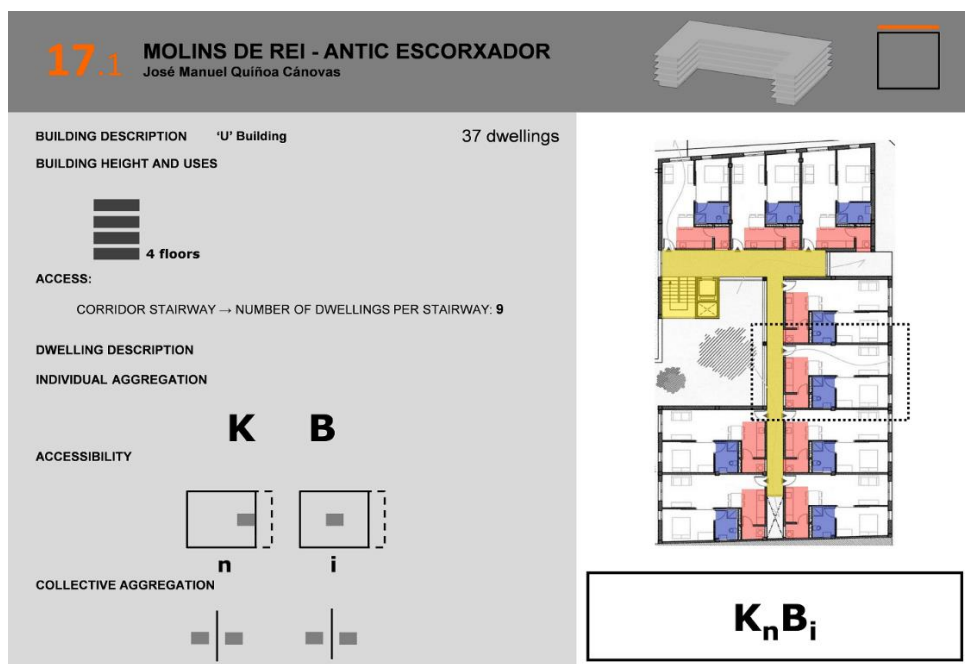 17.1
MOLINS DE REI - ANTIC ESCORXADOR
José Manuel Quiñoa Cánovas
BUILDING DESCRIPTION 'U' Building 37 dwellings
BUILDING HEIGHT AND USES
4 floors
ACCESS:
CORRIDOR STAIRWAY → NUMBER OF DWELLINGS PER STAIRWAY: 9
DWELLING DESCRIPTION
INDIVIDUAL AGGREGATION
K B
ACCESSIBILITY
n i
COLLECTIVE AGGREGATION
KnBi